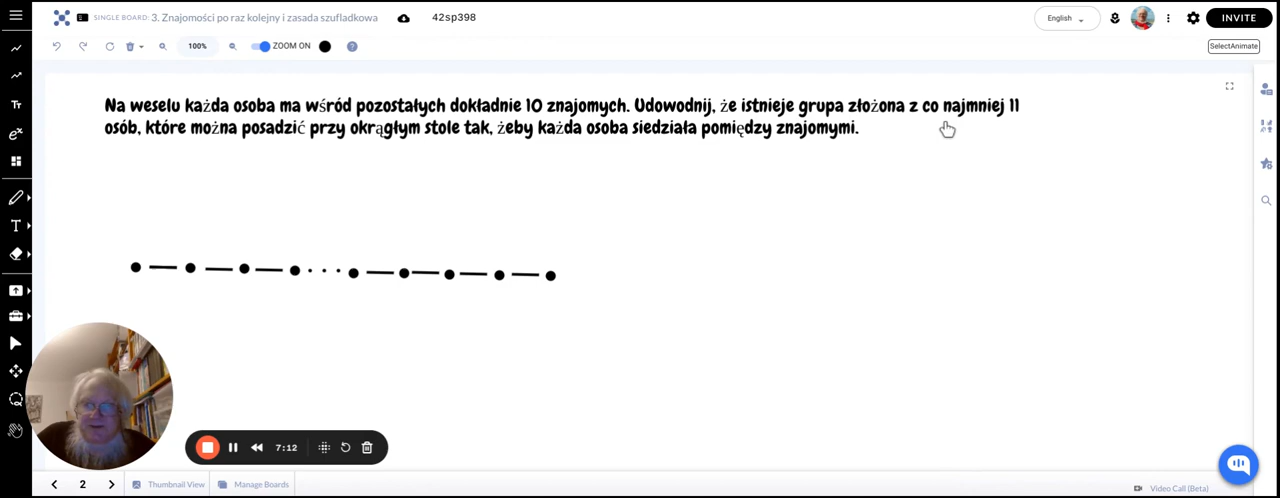 SINGLE BOARD: 3. Znajomości po raz kolejny i zasada szufladkowa
42sp398
English
INVITE
100%
ZOOM ON
SelectAnimate
Na weselu każda osoba ma wśród pozostałych dokładnie 10 znajomych. Udowodnij, że istnieje grupa złożona z co najmniej 11
osób, które można posadzić przy okrągłym stole tak, żeby każda osoba siedziała pomiędzy znajomymi.
7:12
2
Thumbnail View
Manage Boards
Video Call (Beta)